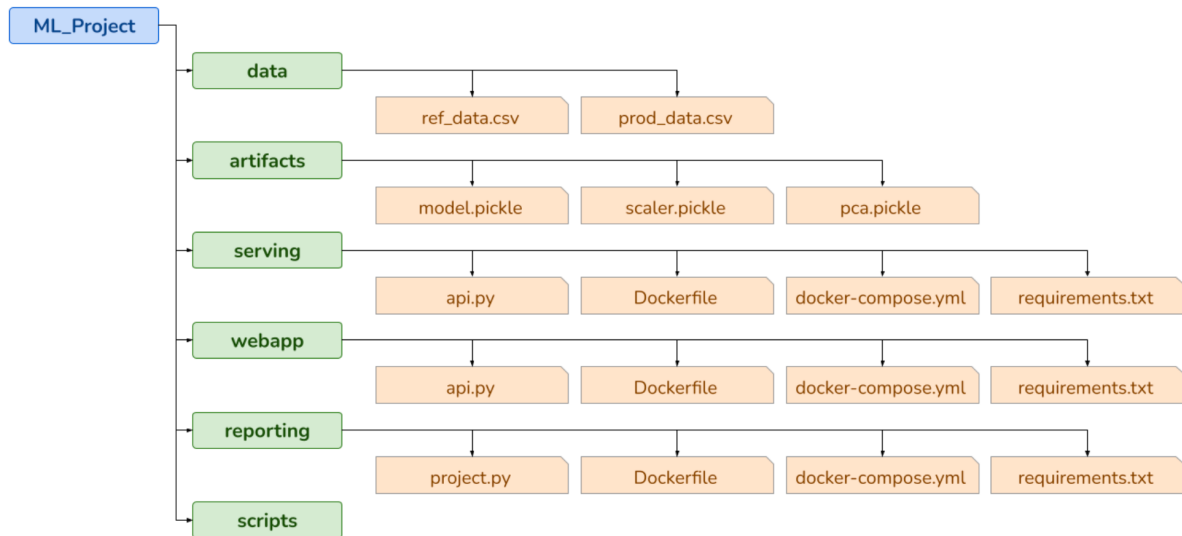 ML_Project
data
ref_data.csv
prod_data.csv
artifacts
model.pickle
scaler.pickle
pca.pickle
serving
api.py
Dockerfile
docker-compose.yml
requirements.txt
webapp
api.py
Dockerfile
docker-compose.yml
requirements.txt
reporting
project.py
Dockerfile
docker-compose.yml
requirements.txt
scripts